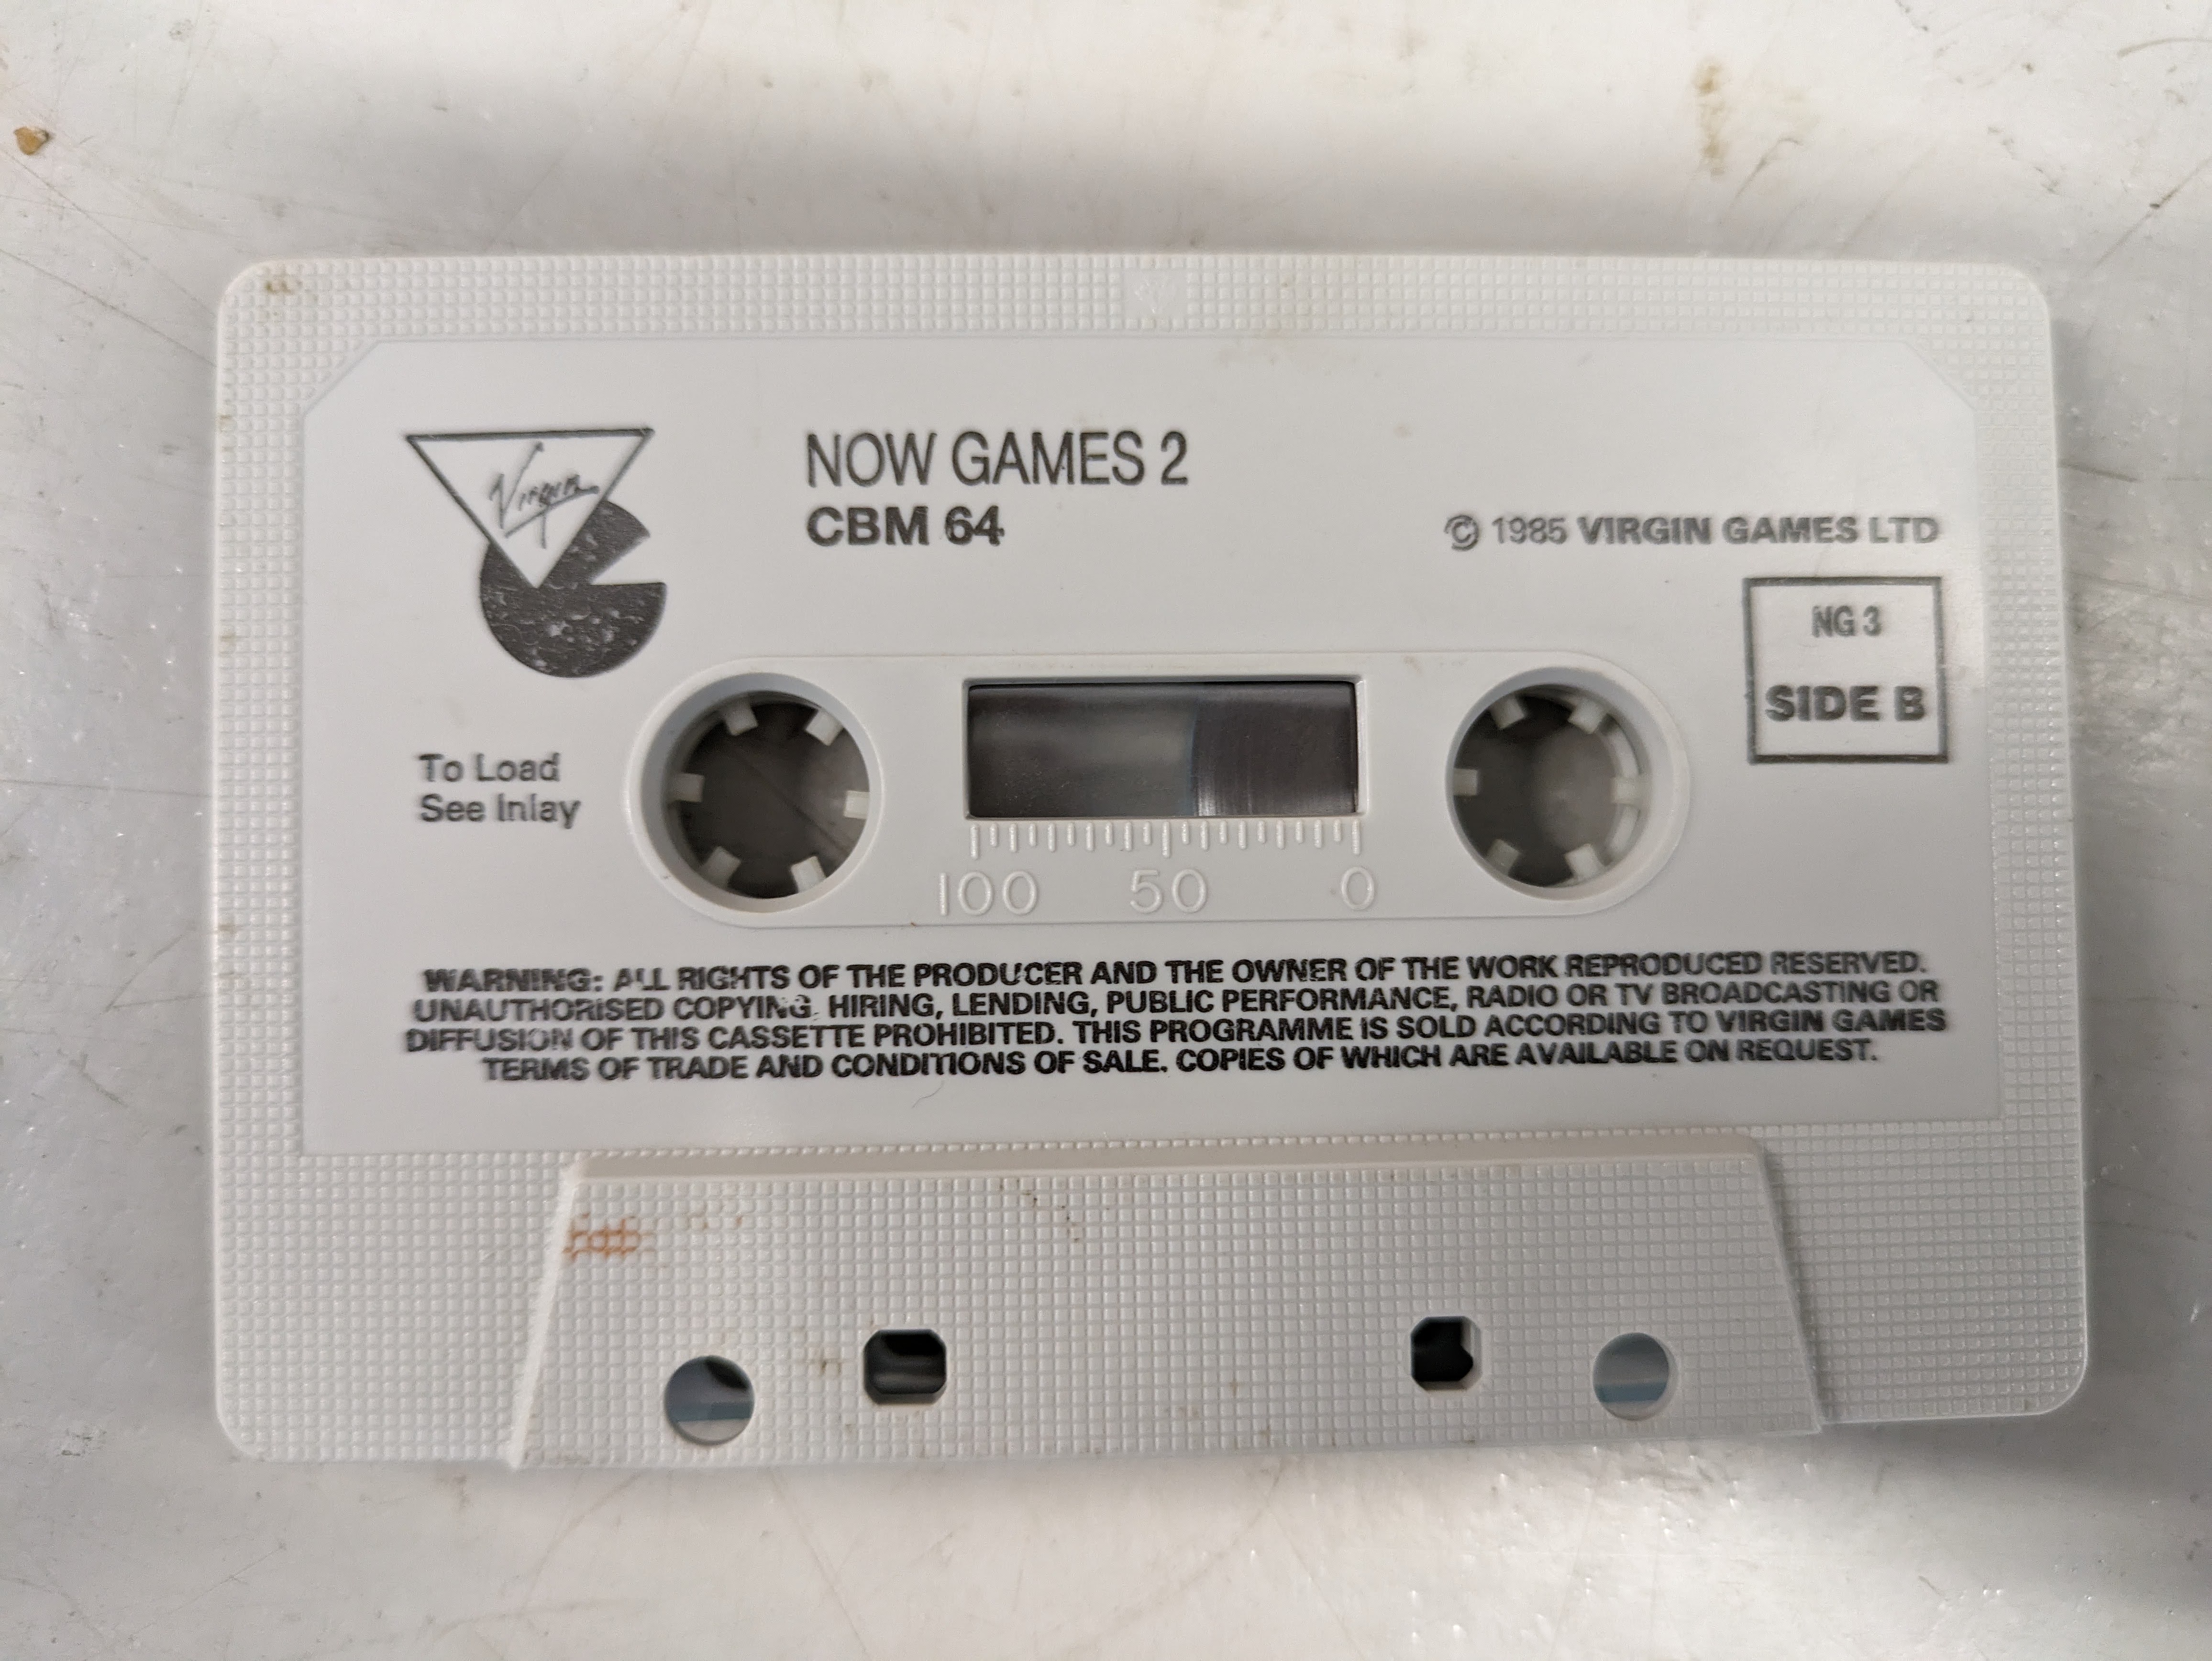 Virgin
NOW GAMES 2
CBM 64
© 1985 VIRGIN GAMES LTD
NG 3
SIDE B
To Load
See Inlay
100 50 0
WARNING: ALL RIGHTS OF THE PRODUCER AND THE OWNER OF THE WORK REPRODUCED RESERVED.
UNAUTHORISED COPYING, HIRING, LENDING, PUBLIC PERFORMANCE, RADIO OR TV BROADCASTING OR
DIFFUSION OF THIS CASSETTE PROHIBITED. THIS PROGRAMME IS SOLD ACCORDING TO VIRGIN GAMES
TERMS OF TRADE AND CONDITIONS OF SALE. COPIES OF WHICH ARE AVAILABLE ON REQUEST.